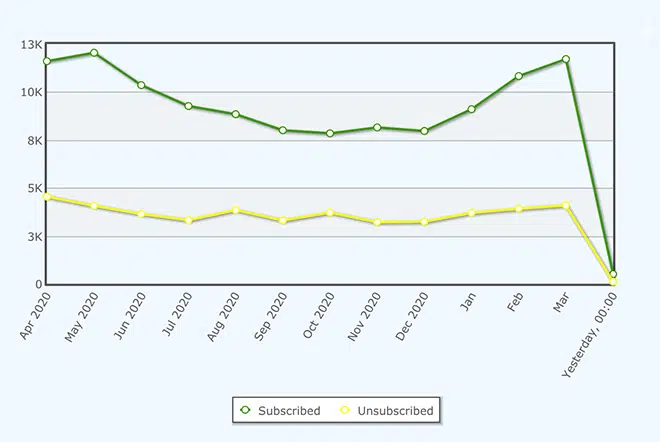 13K
10K
8K
5K
3K
0
Apr 2020
May 2020
Jun 2020
Jul 2020
Aug 2020
Sep 2020
Oct 2020
Nov 2020
Dec 2020
Jan
Feb
Mar
Yesterday, 00:00
Subscribed Unsubscribed